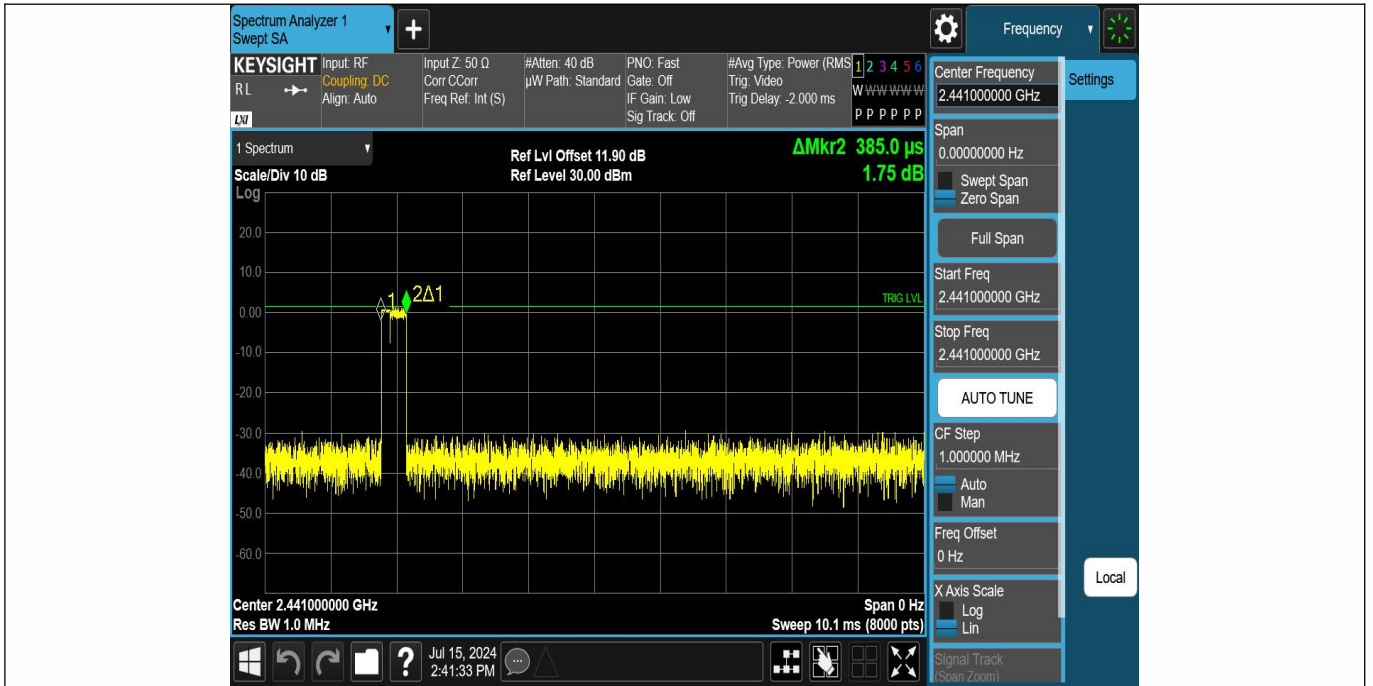 Spectrum Analyzer 1
Swept SA
+
Frequency
KEYSIGHT
RL
LXI
Input: RF
Coupling: DC
Align: Auto
Input Z: 50 Ω
Corr CCorr
Freq Ref: Int (S)
#Atten: 40 dB
µW Path: Standard
PNO: Fast
Gate: Off
IF Gain: Low
Sig Track: Off
#Avg Type: Power (RMS
Trig: Video
Trig Delay: -2.000 ms
1 2 3 4 5 6
W W W W W W
P P P P P P
1 Spectrum
Scale/Div 10 dB
Ref Lvl Offset 11.90 dB
Ref Level 30.00 dBm
ΔMkr2 385.0 µs
1.75 dB
Log
20.0
10.0
0.00
-10.0
-20.0
-30.0
-40.0
-50.0
-60.0
1
2Δ1
TRIG LVL
Center 2.441000000 GHz
Res BW 1.0 MHz
Span 0 Hz
Sweep 10.1 ms (8000 pts)
Center Frequency
2.441000000 GHz
Settings
Span
0.00000000 Hz
Swept Span
Zero Span
Full Span
Start Freq
2.441000000 GHz
Stop Freq
2.441000000 GHz
AUTO TUNE
CF Step
1.000000 MHz
Auto
Man
Freq Offset
0 Hz
Local
X Axis Scale
Log
Lin
Signal Track
(Span Zoom)
?
Jul 15, 2024
2:41:33 PM